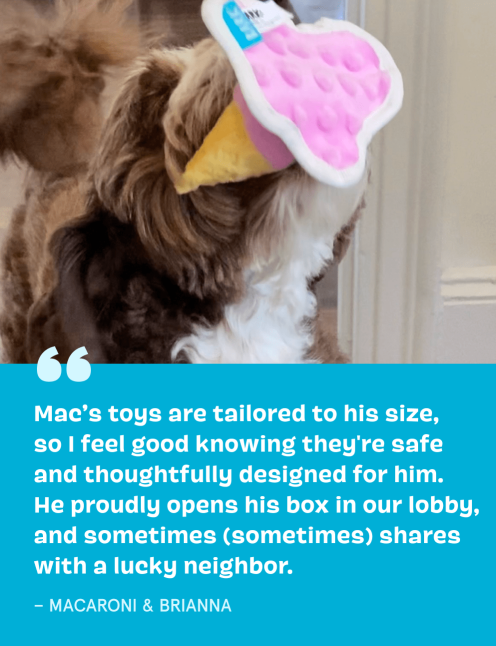 Mac's toys are tailored to his size,
so I feel good knowing they're safe
and thoughtfully designed for him.
He proudly opens his box in our lobby,
and sometimes (sometimes) shares
with a lucky neighbor.
– MACARONI & BRIANNA